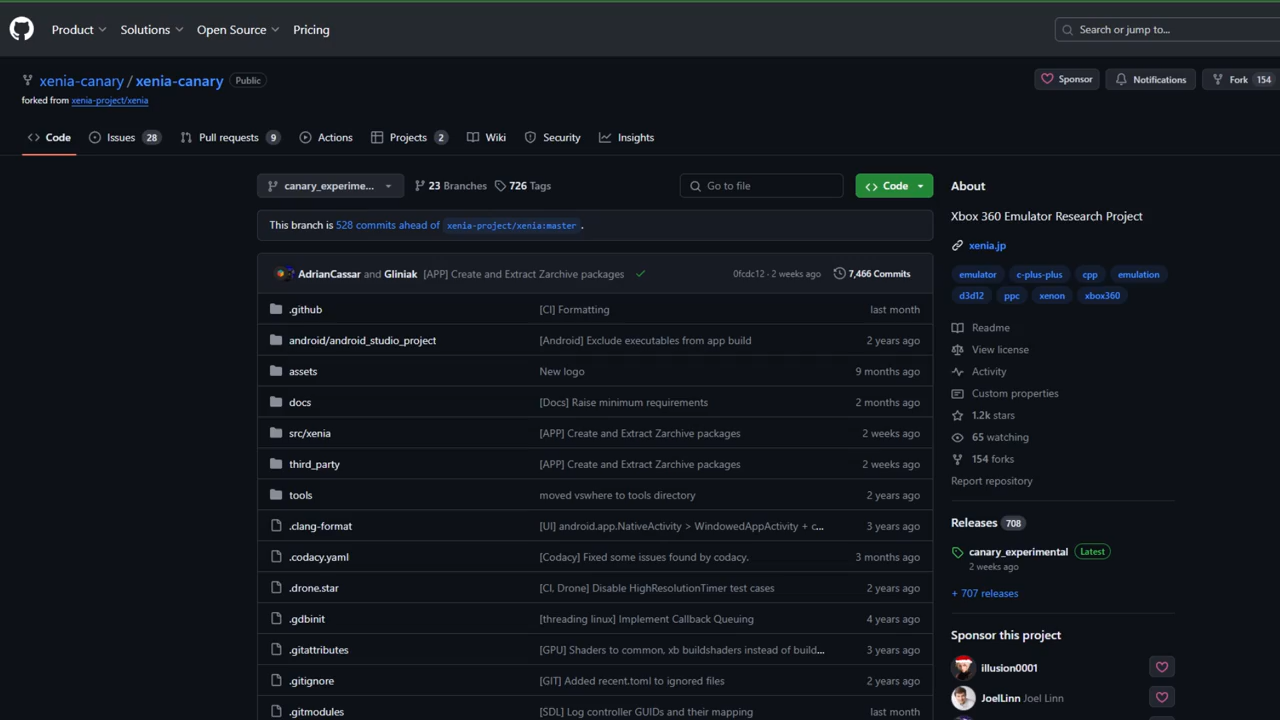 Product Solutions Open Source Pricing Search or jump to...
xenia-canary / xenia-canary Public Sponsor Notifications Fork 154
forked from xenia-project/xenia
Code Issues 28 Pull requests 9 Actions Projects 2 Wiki Security Insights
canary_experime... 23 Branches 726 Tags Go to file Code
This branch is 528 commits ahead of xenia-project/xenia:master .
AdrianCassar and Gliniak [APP] Create and Extract Zarchive packages 0fcdc12 · 2 weeks ago 7,466 Commits
.github [CI] Formatting last month
android/android_studio_project [Android] Exclude executables from app build 2 years ago
assets New logo 9 months ago
docs [Docs] Raise minimum requirements 2 months ago
src/xenia [APP] Create and Extract Zarchive packages 2 weeks ago
third_party [APP] Create and Extract Zarchive packages 2 weeks ago
tools moved vswhere to tools directory 2 years ago
.clang-format [UI] android.app.NativeActivity > WindowedAppActivity + c... 3 years ago
.codacy.yaml [Codacy] Fixed some issues found by codacy. 3 months ago
.drone.star [CI, Drone] Disable HighResolutionTimer test cases 2 years ago
.gdbinit [threading linux] Implement Callback Queuing 4 years ago
.gitattributes [GPU] Shaders to common, xb buildshaders instead of build... 3 years ago
.gitignore [GIT] Added recent.toml to ignored files 2 years ago
.gitmodules [SDL] Log controller GUIDs and their mapping 2 years ago
About
Xbox 360 Emulator Research Project
xenia.jp
emulator c-plus-plus cpp emulation
d3d12 ppc xenon xbox360
Readme
View license
Activity
Custom properties
1.2k stars
65 watching
154 forks
Report repository
Releases 708
canary_experimental Latest
2 weeks ago
+ 707 releases
Sponsor this project
illusion0001
JoelLinn Joel Linn